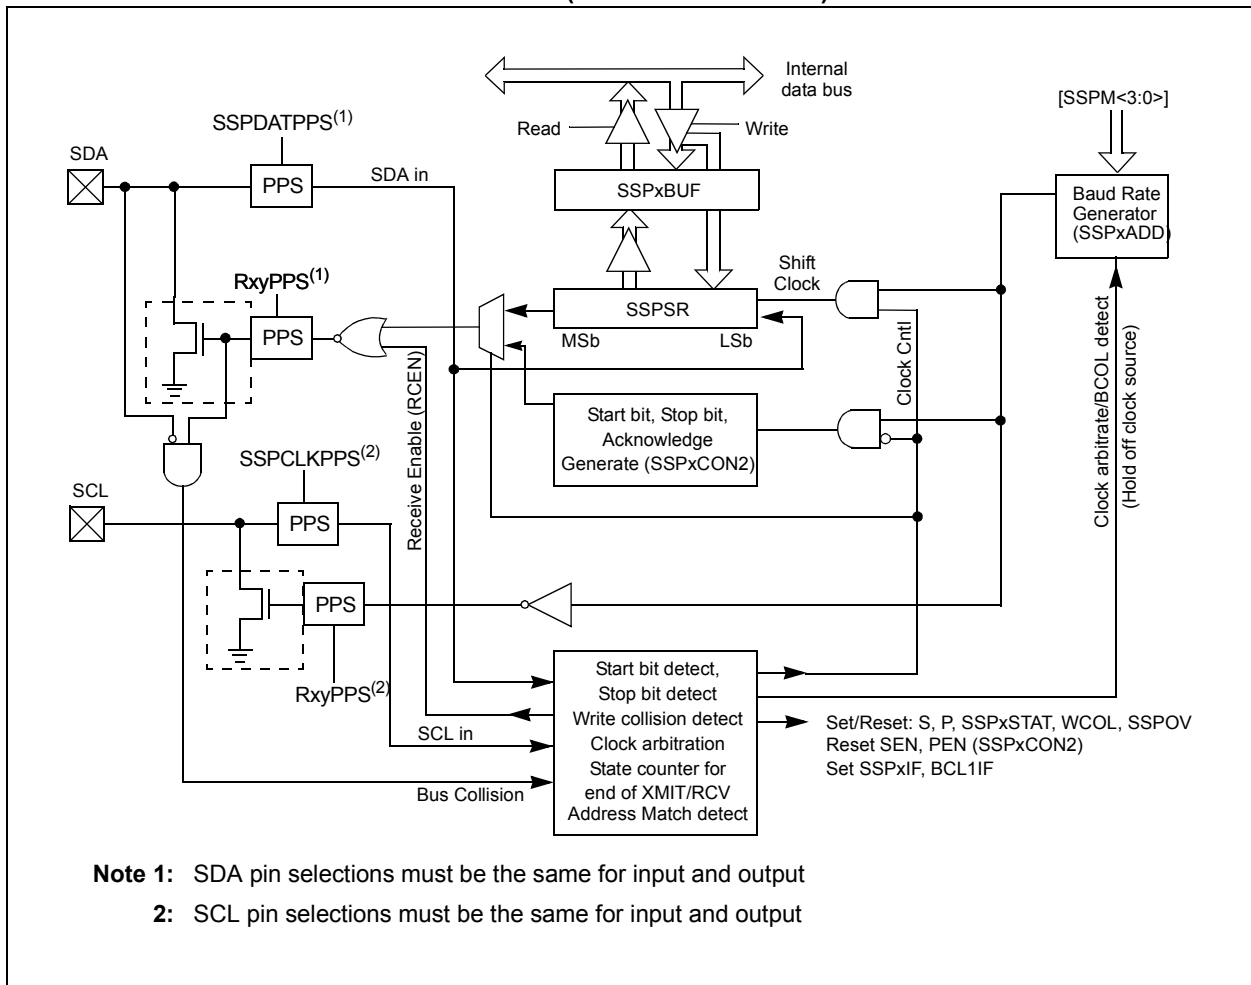 Internal
data bus
[SSPM<3:0>]
Read
Write
SSPDATPPS(1)
SDA
PPS
SDA in
SSPxBUF
Baud Rate
Generator
(SSPxADD)
Shift
Clock
RxyPPS(1)
PPS
SSPSR
MSb
LSb
Clock Cntl
Clock arbitrate/BCOL detect
(Hold off clock source)
Receive Enable (RCEN)
Start bit, Stop bit,
Acknowledge
Generate (SSPxCON2)
SSPCLKPPS(2)
SCL
PPS
PPS
RxyPPS(2)
Start bit detect,
Stop bit detect
Write collision detect
Clock arbitration
State counter for
end of XMIT/RCV
Address Match detect
SCL in
Bus Collision
Set/Reset: S, P, SSPxSTAT, WCOL, SSPOV
Reset SEN, PEN (SSPxCON2)
Set SSPxIF, BCL1IF
Note 1: SDA pin selections must be the same for input and output
2: SCL pin selections must be the same for input and output